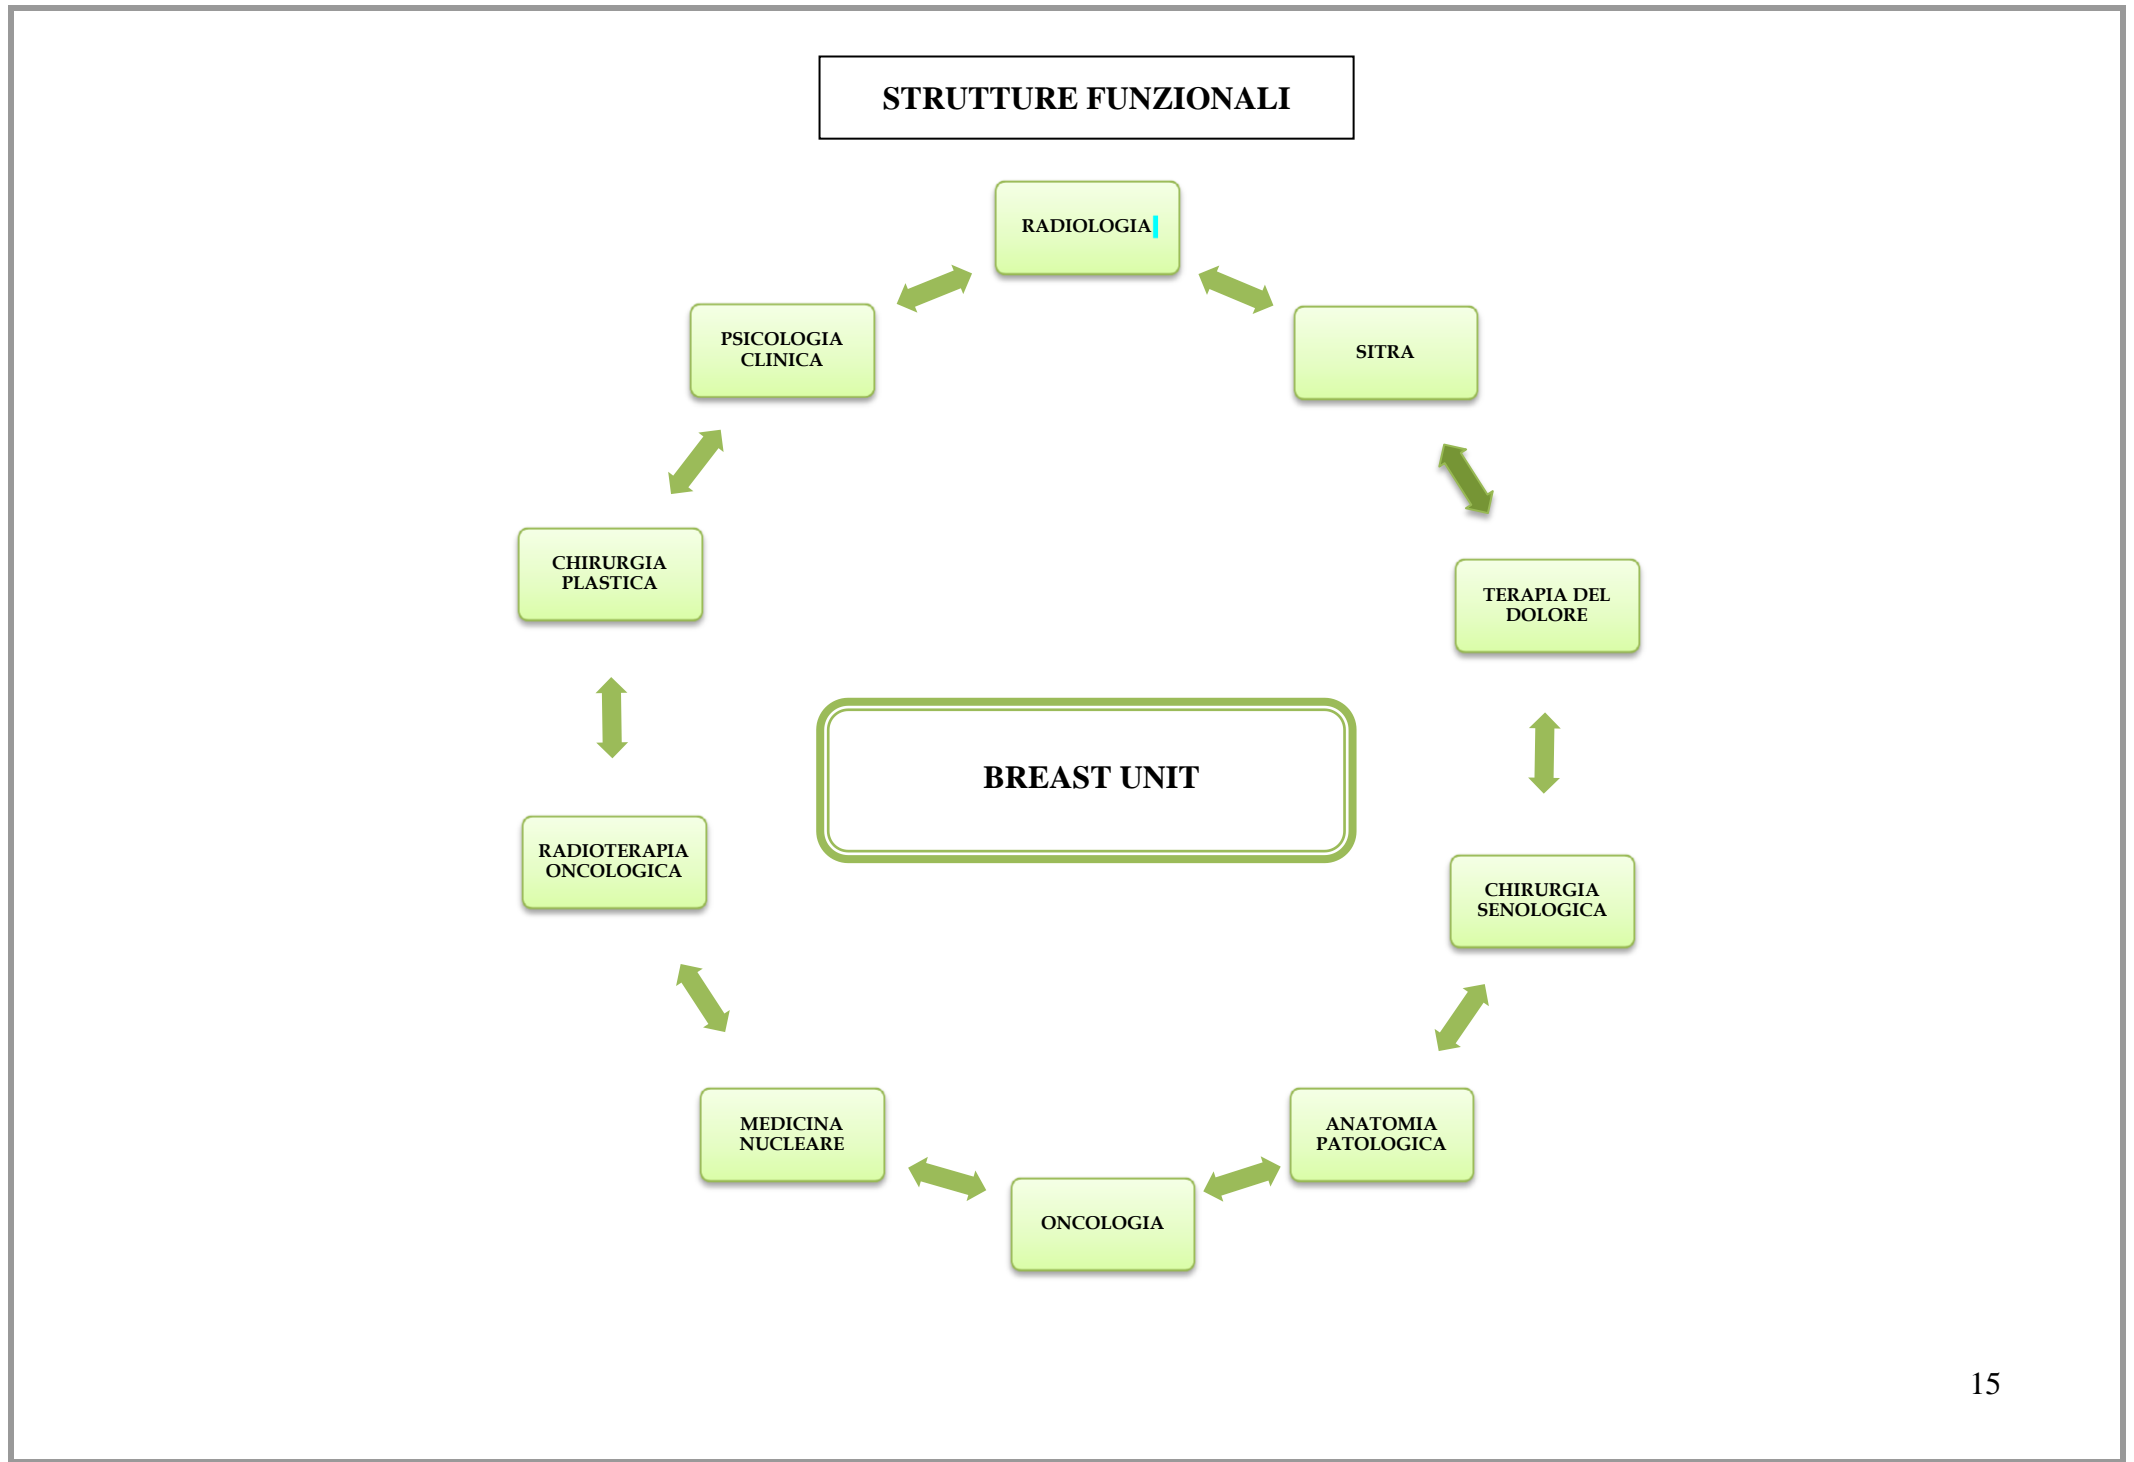 STRUTTURE FUNZIONALI
RADIOLOGIA
PSICOLOGIA
CLINICA
SITRA
CHIRURGIA
PLASTICA
TERAPIA DEL
DOLORE
BREAST UNIT
RADIOTERAPIA
ONCOLOGICA
CHIRURGIA
SENOLOGICA
MEDICINA
NUCLEARE
ANATOMIA
PATOLOGICA
ONCOLOGIA
15